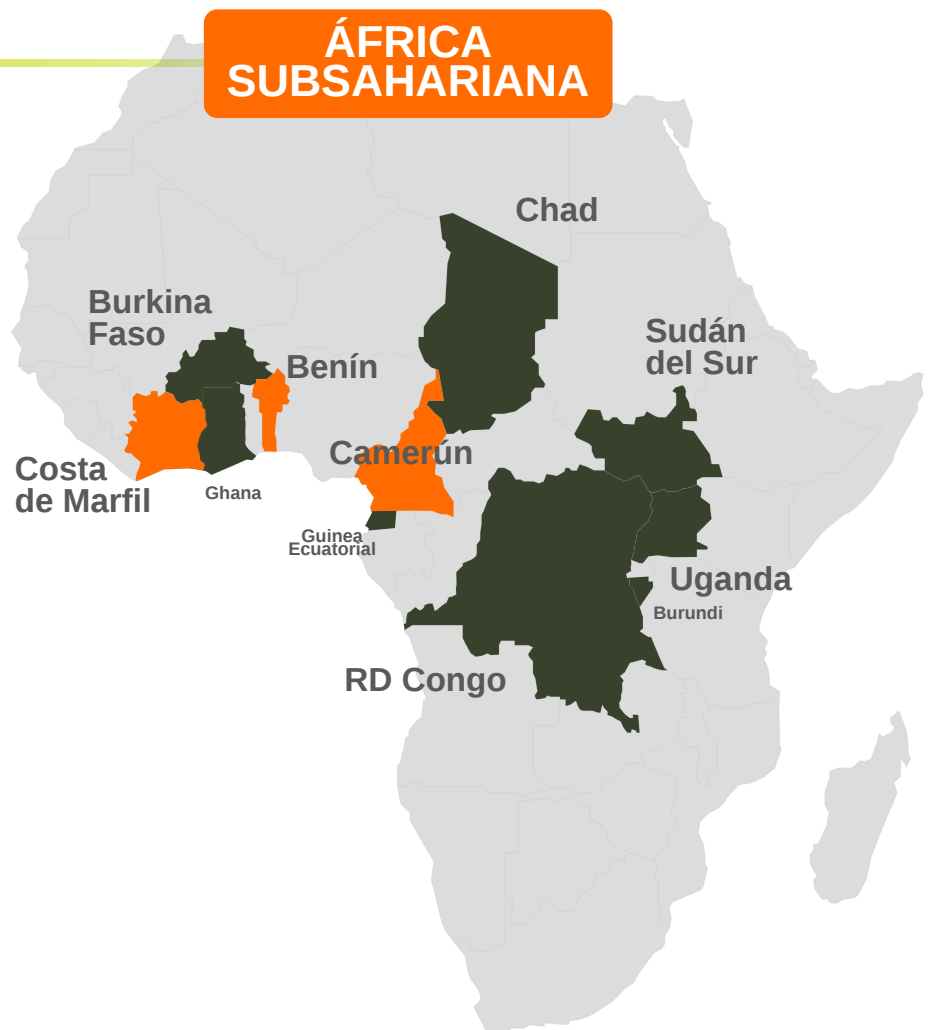 ÁFRICA
SUBSAHARIANA
Chad
Burkina
Faso
Sudán
del Sur
Benín
Camerún
Costa
de Marfil
Ghana
Guinea
Ecuatorial
Uganda
Burundi
RD Congo